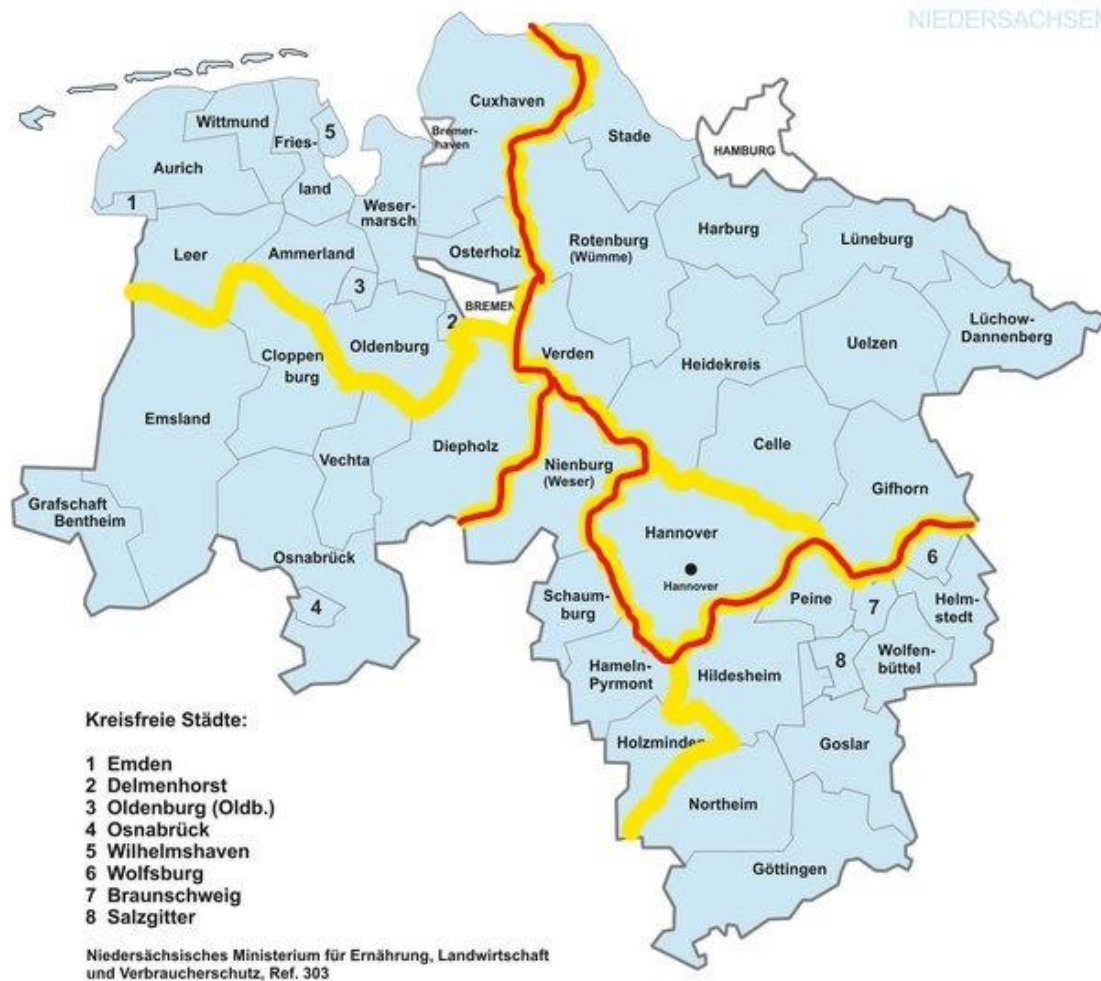 NIEDERSACHSEN
Cuxhaven
Stade
Wittmund
5
Fries-
land
Bremer-
haven
HAMBURG
Aurich
1
Weser-
marsch
Harburg
Lüneburg
Rotenburg
(Wümme)
Osterholz
Leer
Ammerland
3
BREMEN
2
Lüchow-
Dannenberg
Oldenburg
Uelzen
Verden
Cloppen
burg
Heidekreis
Emsland
Celle
Diepholz
Vechta
Nienburg
(Weser)
Gifhorn
Grafschaft
Bentheim
Hannover
Osnabrück
6
Hannover
Schaum-
burg
Peine
7
Helm-
stedt
4
8
Wolfen-
büttel
Hameln-
Pyrmont
Hildesheim
Holzminden
Goslar
Northeim
Göttingen
Kreisfreie Städte:
1 Emden
2 Delmenhorst
3 Oldenburg (Oldb.)
4 Osnabrück
5 Wilhelmshaven
6 Wolfsburg
7 Braunschweig
8 Salzgitter
Niedersächsisches Ministerium für Ernährung, Landwirtschaft
und Verbraucherschutz, Ref. 303